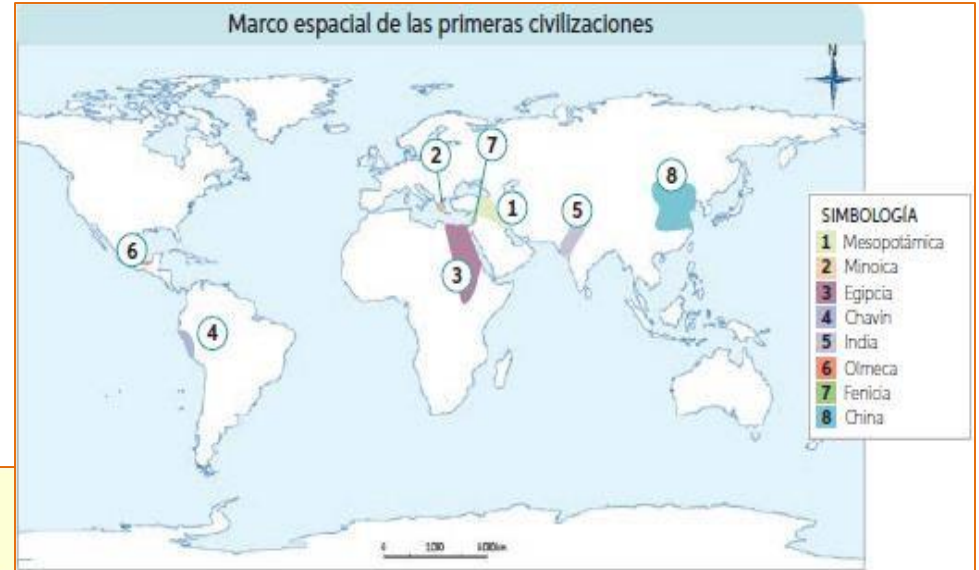 Marco espacial de las primeras civilizaciones
N
2
7
8
1
5
6
3
4
SIMBOLOGÍA
1 Mesopotámica
2 Minoica
3 Egipcia
4 Chavín
5 India
6 Olmeca
7 Fenicia
8 China
0